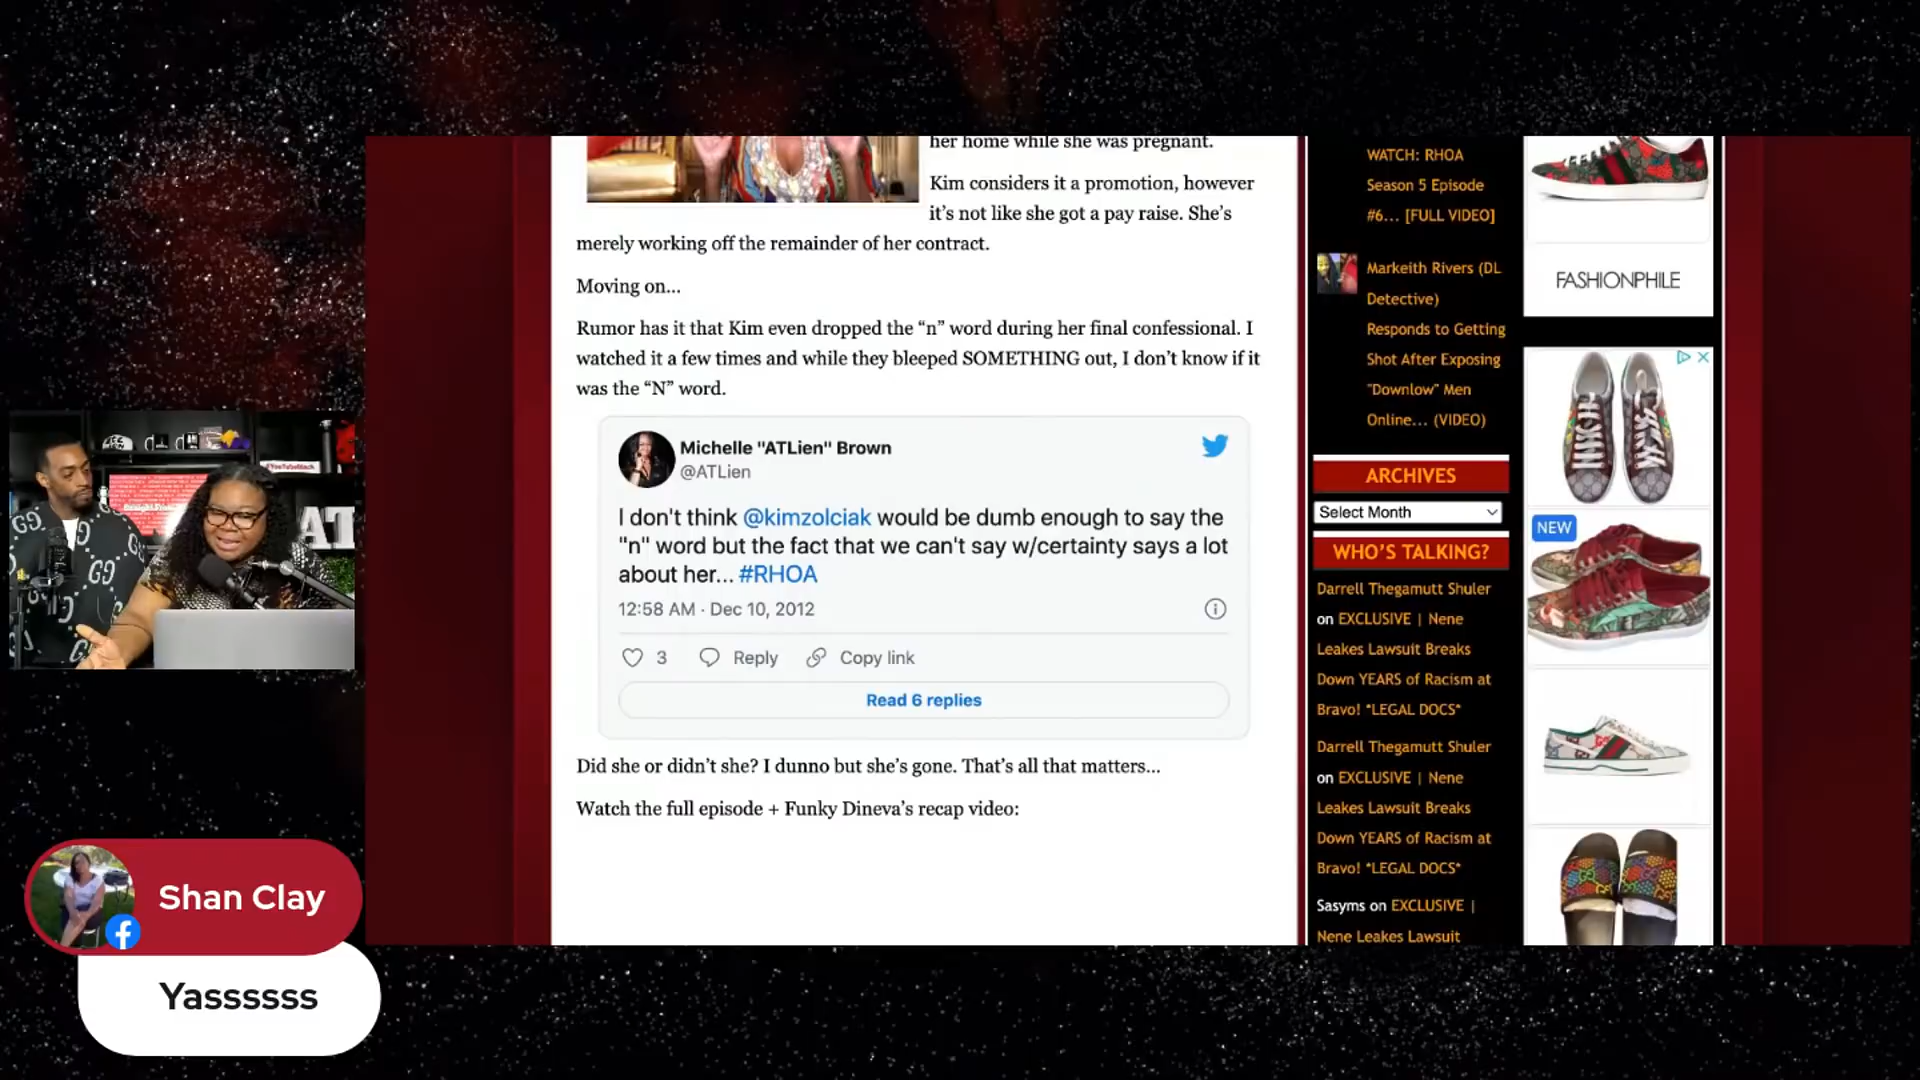 her home while she was pregnant.
Kim considers it a promotion, however
it’s not like she got a pay raise. She’s
merely working off the remainder of her contract.
Moving on...
Rumor has it that Kim even dropped the “n” word during her final confessional. I
watched it a few times and while they bleeped SOMETHING out, I don’t know if it
was the “N” word.
Michelle "ATLien" Brown
@ATLien
I don't think @kimzolciak would be dumb enough to say the
"n" word but the fact that we can't say w/certainty says a lot
about her... #RHOA
12:58 AM · Dec 10, 2012
3 Reply Copy link
Read 6 replies
Did she or didn’t she? I dunno but she’s gone. That’s all that matters...
Watch the full episode + Funky Dineva’s recap video:
WATCH: RHOA
Season 5 Episode
#6... [FULL VIDEO]
Markeith Rivers (DL
Detective)
Responds to Getting
Shot After Exposing
"Downlow" Men
Online... (VIDEO)
ARCHIVES
Select Month
WHO’S TALKING?
Darrell Thegamutt Shuler
on EXCLUSIVE | Nene
Leakes Lawsuit Breaks
Down YEARS of Racism at
Bravo! *LEGAL DOCS*
Darrell Thegamutt Shuler
on EXCLUSIVE | Nene
Leakes Lawsuit Breaks
Down YEARS of Racism at
Bravo! *LEGAL DOCS*
Sasyms on EXCLUSIVE |
Nene Leakes Lawsuit
FASHIONPHILE
NEW
#YouTubeBlack
AT
Shan Clay
Yassssss